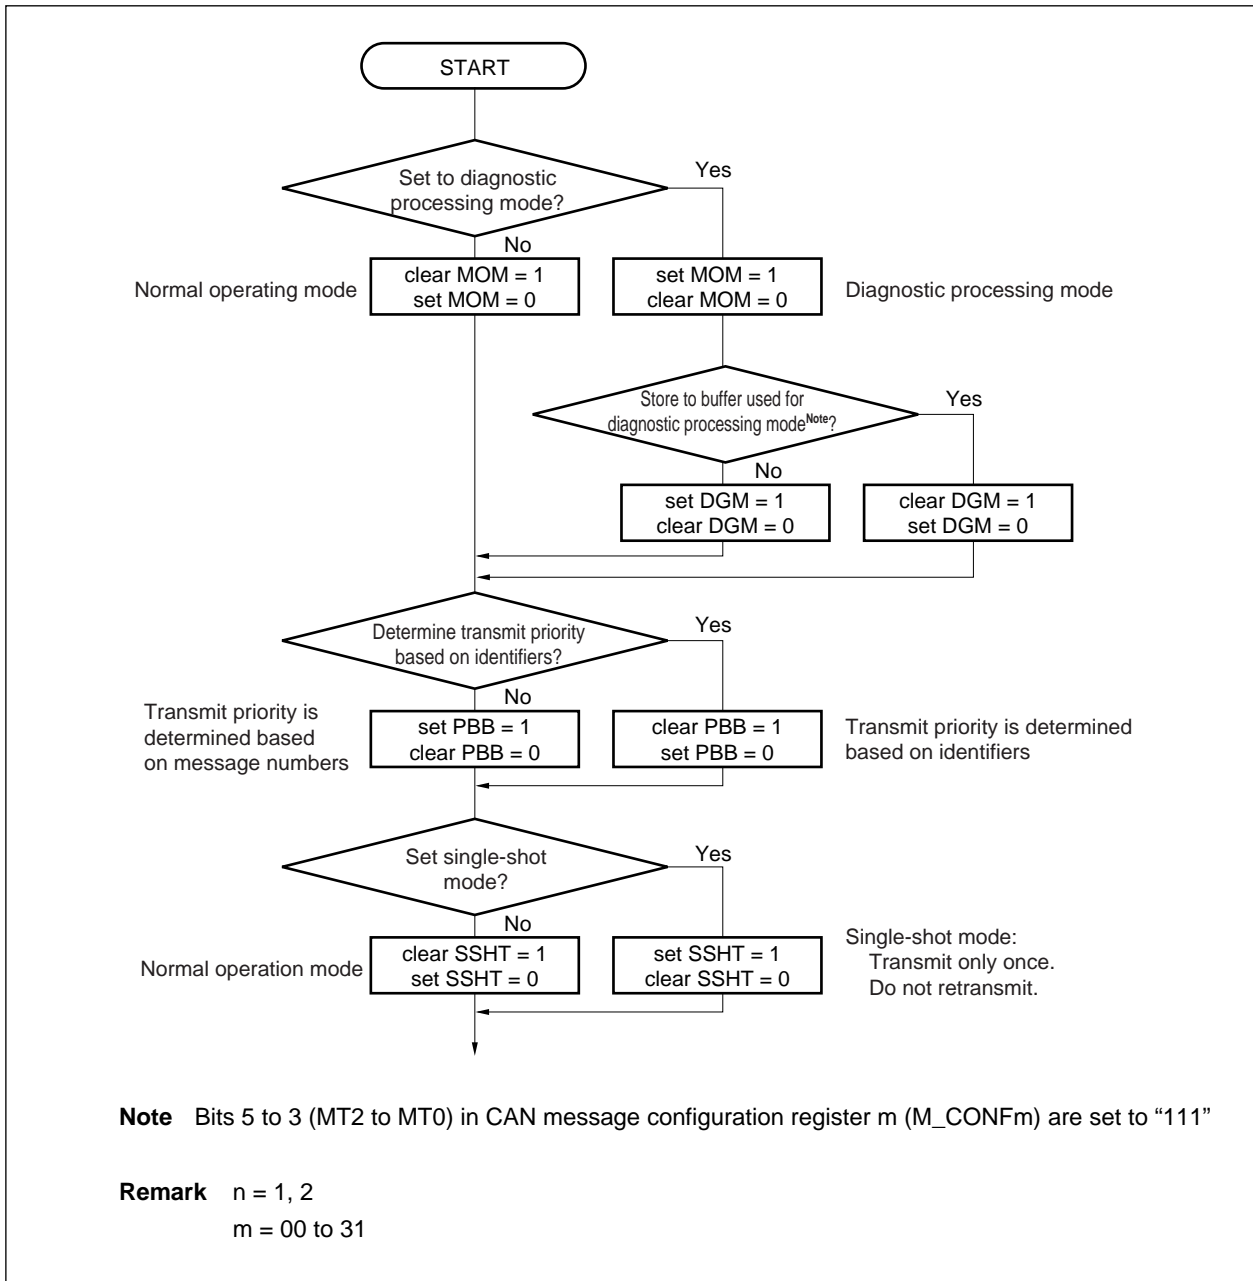 START
Set to diagnostic
processing mode?
Yes
No
Normal operating mode
clear MOM = 1
set MOM = 0
set MOM = 1
clear MOM = 0
Diagnostic processing mode
Store to buffer used for
diagnostic processing modeNote?
Yes
No
set DGM = 1
clear DGM = 0
clear DGM = 1
set DGM = 0
Determine transmit priority
based on identifiers?
Yes
No
Transmit priority is
determined based
on message numbers
set PBB = 1
clear PBB = 0
clear PBB = 1
set PBB = 0
Transmit priority is determined
based on identifiers
Set single-shot
mode?
Yes
No
Normal operation mode
clear SSHT = 1
set SSHT = 0
set SSHT = 1
clear SSHT = 0
Single-shot mode:
Transmit only once.
Do not retransmit.
Note Bits 5 to 3 (MT2 to MT0) in CAN message configuration register m (M_CONFm) are set to “111”
Remark n = 1, 2
m = 00 to 31